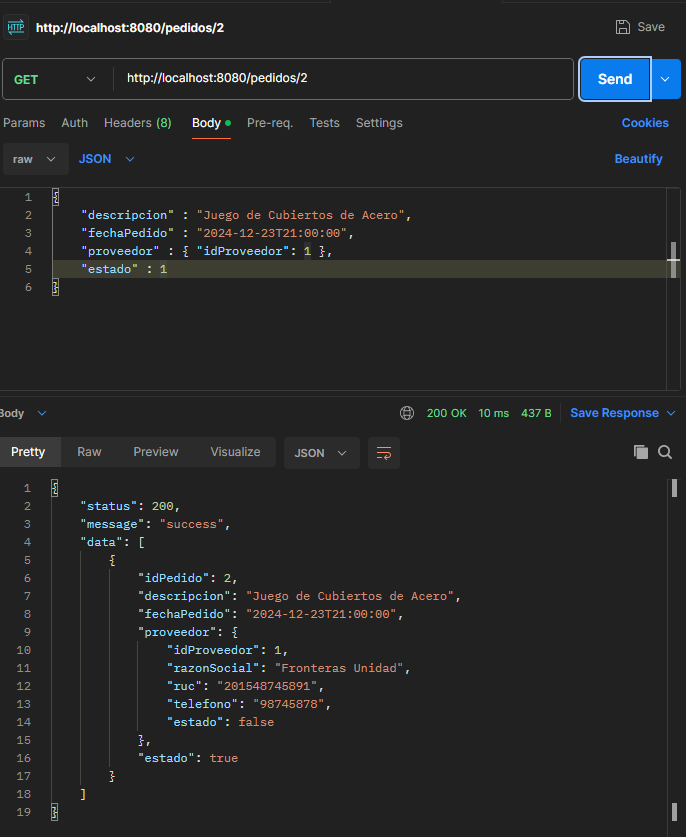 HTTP http://localhost:8080/pedidos/2 Save
GET http://localhost:8080/pedidos/2 Send
Params Auth Headers (8) Body Pre-req. Tests Settings Cookies
raw JSON Beautify
1 {
2 "descripcion" : "Juego de Cubiertos de Acero",
3 "fechaPedido" : "2024-12-23T21:00:00",
4 "proveedor" : { "idProveedor": 1 },
5 "estado" : 1
6 }
Body 200 OK 10 ms 437 B Save Response
Pretty Raw Preview Visualize JSON
1 {
2 "status": 200,
3 "message": "success",
4 "data": [
5 {
6 "idPedido": 2,
7 "descripcion": "Juego de Cubiertos de Acero",
8 "fechaPedido": "2024-12-23T21:00:00",
9 "proveedor": {
10 "idProveedor": 1,
11 "razonSocial": "Fronteras Unidad",
12 "ruc": "201548745891",
13 "telefono": "98745878",
14 "estado": false
15 },
16 "estado": true
17 }
18 ]
19 }